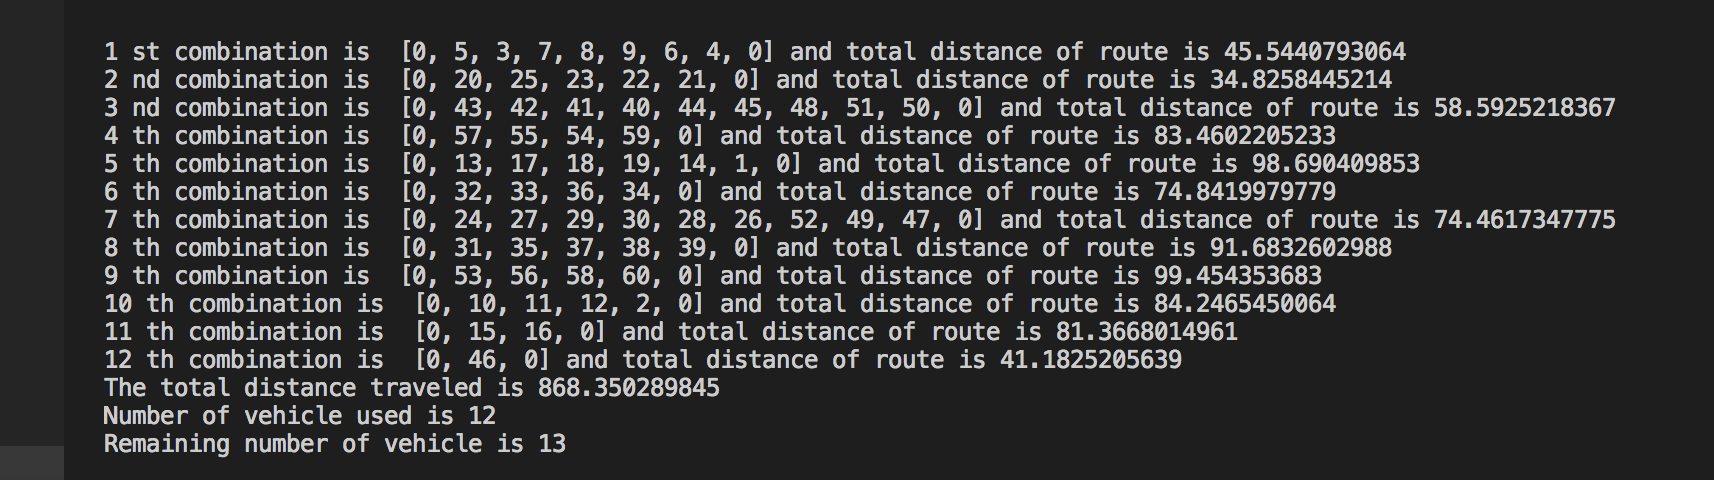 1 st combination is  [0, 5, 3, 7, 8, 9, 6, 4, 0] and total distance of route is 45.5440793064
2 nd combination is  [0, 20, 25, 23, 22, 21, 0] and total distance of route is 34.8258445214
3 nd combination is  [0, 43, 42, 41, 40, 44, 45, 48, 51, 50, 0] and total distance of route is 58.5925218367
4 th combination is  [0, 57, 55, 54, 59, 0] and total distance of route is 83.4602205233
5 th combination is  [0, 13, 17, 18, 19, 14, 1, 0] and total distance of route is 98.690409853
6 th combination is  [0, 32, 33, 36, 34, 0] and total distance of route is 74.8419979779
7 th combination is  [0, 24, 27, 29, 30, 28, 26, 52, 49, 47, 0] and total distance of route is 74.4617347775
8 th combination is  [0, 31, 35, 37, 38, 39, 0] and total distance of route is 91.6832602988
9 th combination is  [0, 53, 56, 58, 60, 0] and total distance of route is 99.454353683
10 th combination is  [0, 10, 11, 12, 2, 0] and total distance of route is 84.2465450064
11 th combination is  [0, 15, 16, 0] and total distance of route is 81.3668014961
12 th combination is  [0, 46, 0] and total distance of route is 41.1825205639
The total distance traveled is 868.350289845
Number of vehicle used is 12
Remaining number of vehicle is 13